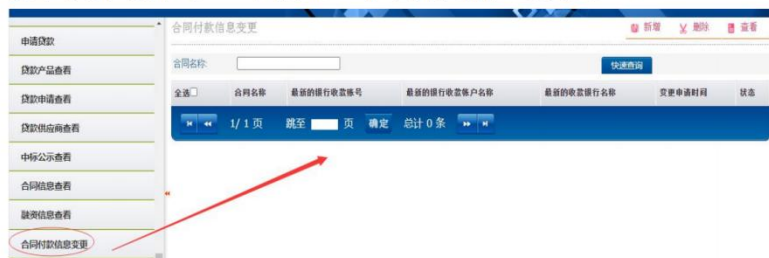 申请贷款
贷款产品查看
贷款申请查看
贷款供应商查看
中标公示查看
合同信息查看
融资信息查看
合同付款信息变更
合同付款信息变更
新增 删除 查看
合同名称:
快速查询
全选 合同名称 最新的银行收款帐号 最新的银行收款帐户名称 最新的收款银行名称 变更申请时间 状态
1/ 1 页 跳至 页 确定 总计 0 条